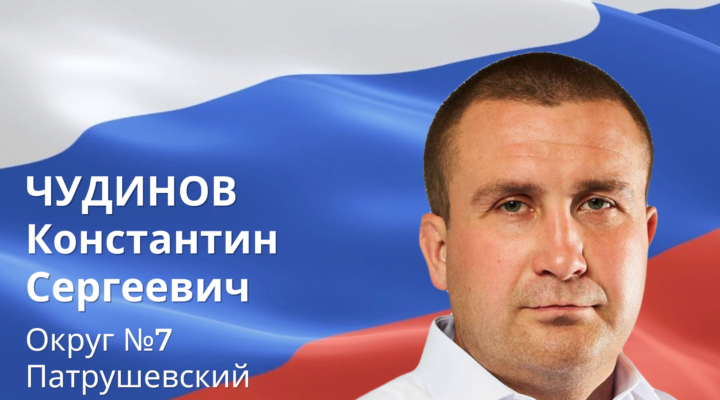 ЧУДИНОВ
Константин
Сергеевич
Округ №7
Патрушевский